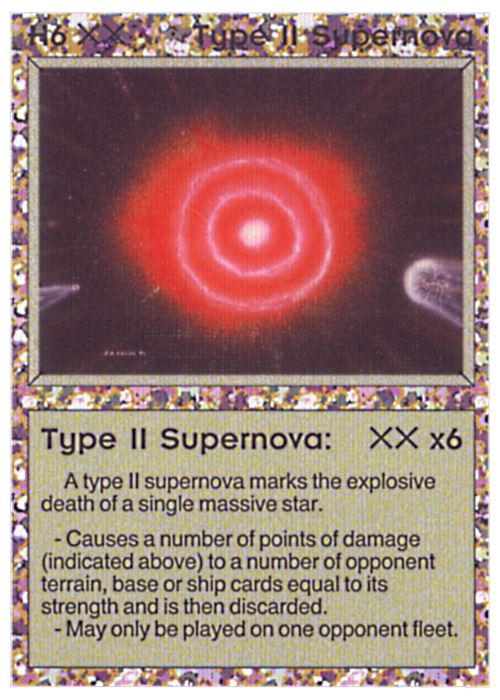 H6 XX Type II Supernova
Type II Supernova: XX x6
A type II supernova marks the explosive
death of a single massive star.
- Causes a number of points of damage
(indicated above) to a number of opponent
terrain, base or ship cards equal to its
strength and is then discarded.
- May only be played on one opponent fleet.